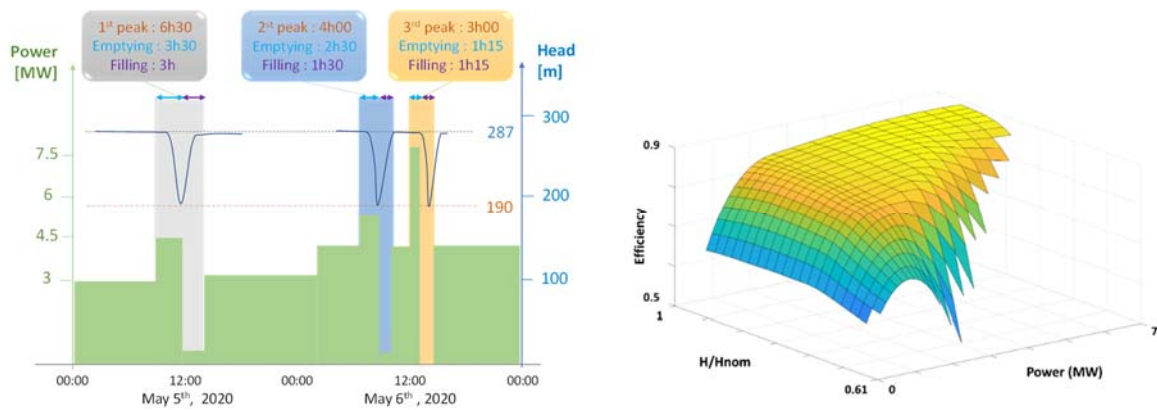 1st peak : 6h30
Emptying : 3h30
Filling : 3h
2st peak : 4h00
Emptying : 2h30
Filling : 1h30
3rd peak : 3h00
Emptying : 1h15
Filling : 1h15
Power
[MW]
7.5
6
4.5
3
Head
[m]
300
287
200
190
100
00:00
12:00
00:00
12:00
00:00
May 5th, 2020
May 6th, 2020
0.9
Efficiency
0.5
1
H/Hnom
0.61
0
Power (MW)
7